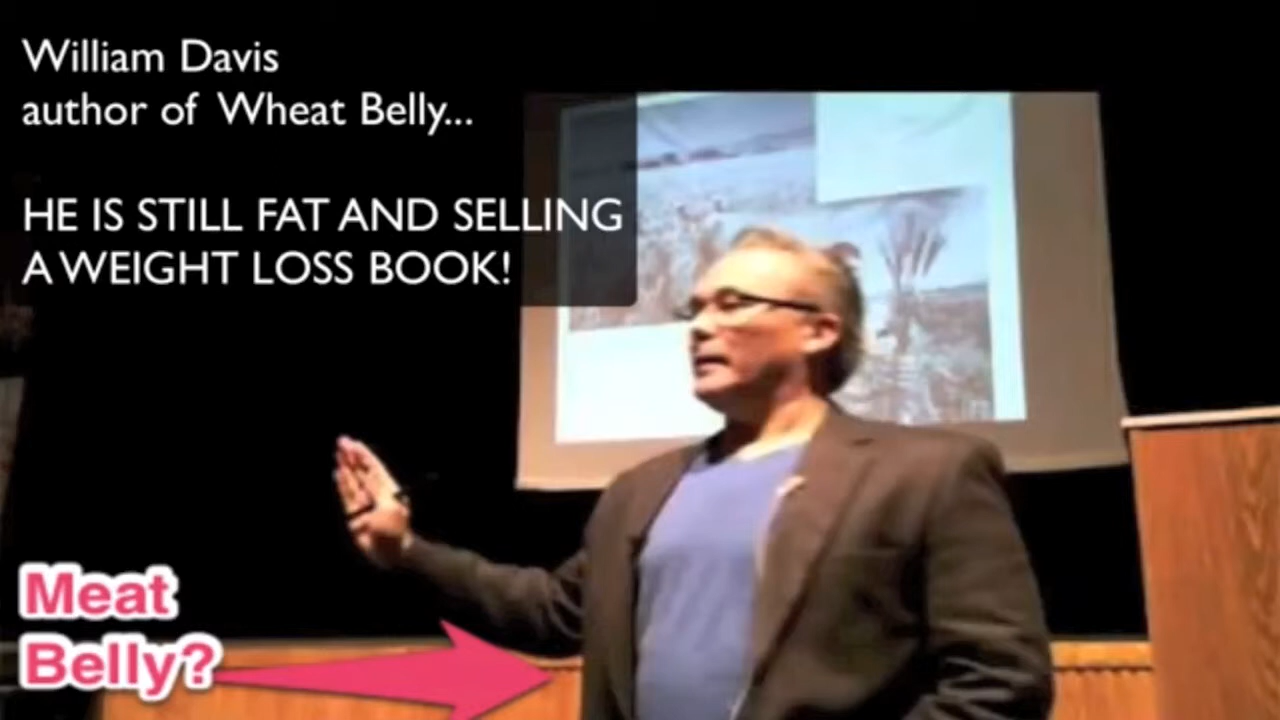 William Davis
author of Wheat Belly...
HE IS STILL FAT AND SELLING
A WEIGHT LOSS BOOK!
Meat
Belly?